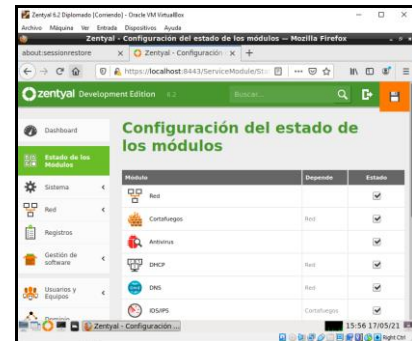 Zentyal 6.2 Diplomado [Corriendo] - Oracle VM VirtualBox
Archivo Máquina Ver Entrada Dispositivos Ayuda
Zentyal - Configuración del estado de los módulos — Mozilla Firefox
about:sessionrestore
Zentyal - Configuración
https://localhost:8443/ServiceModule/Sta
zentyal Development Edition 6.2
Buscar...
Dashboard
Estado de los Módulos
Sistema
Red
Registros
Gestión de software
Usuarios y Equipos
Dominio
Configuración del estado de
los módulos
Módulo Depende Estado
Red
Cortafuegos Red
Antivirus
DHCP Red
DNS Red
IDS/IPS Cortafuegos
Zentyal - Configuración ...
15:56 17/05/21
Right Ctrl